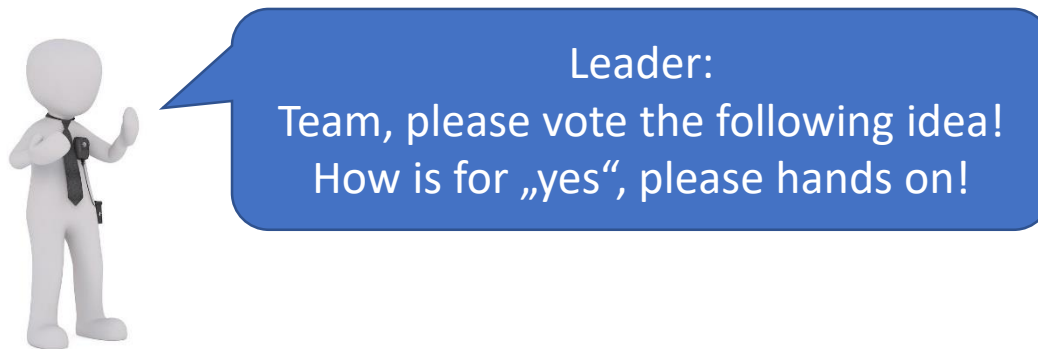 Leader:
Team, please vote the following idea!
How is for „yes“, please hands on!